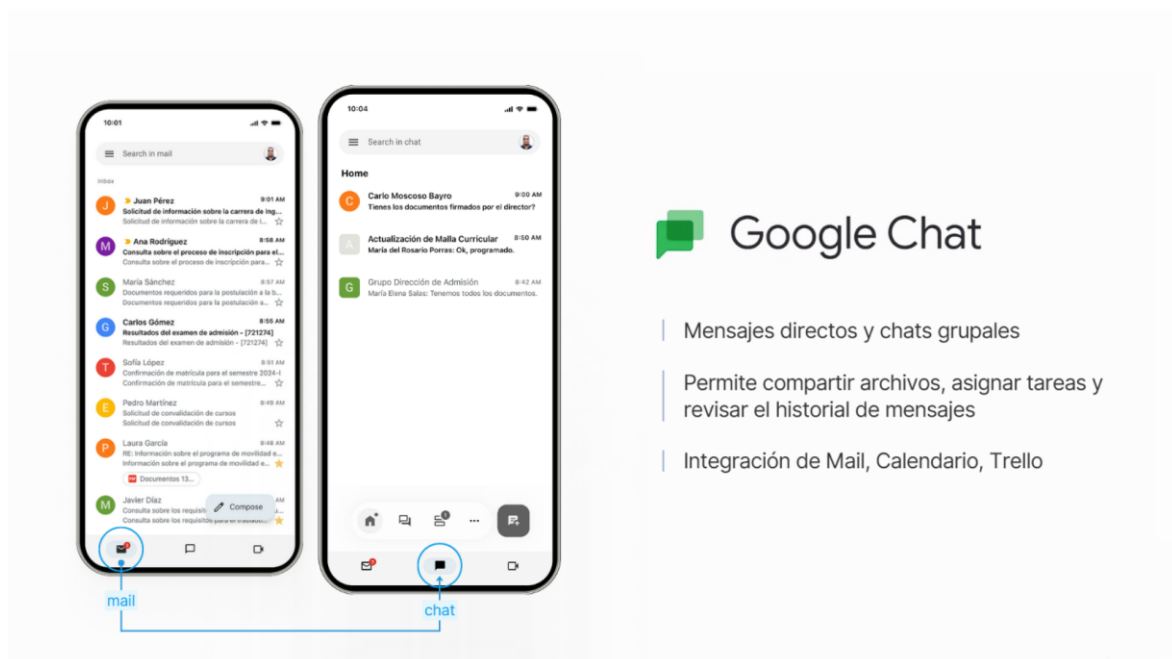 10:01
Search in mail
Inbox
J
Juan Pérez
9:01 AM
Solicitud de información sobre la carrera de ing...
Solicitud de información sobre la carrera de i...
M
Ana Rodríguez
8:58 AM
Consulta sobre el proceso de inscripción para el...
Consulta sobre el proceso de inscripción para...
S
María Sánchez
8:57 AM
Documentos requeridos para la postulación a la b...
Documentos requeridos para la postulación a...
G
Carlos Gómez
8:55 AM
Resultados del examen de admisión - [721274]
Resultados del examen de admisión - [721274]
T
Sofía López
8:51 AM
Confirmación de matrícula para el semestre 2024-I
Confirmación de matrícula para el semestre...
E
Pedro Martínez
8:49 AM
Solicitud de convalidación de cursos
Solicitud de convalidación de cursos
P
Laura García
8:48 AM
RE: Información sobre el programa de movilidad e...
Información sobre el programa de movilidad e...
Documentos 13...
M
Javier Díaz
AM
Consulta sobre los requisit
Consulta sobre los requisitos para el traslado...
Compose
mail
10:04
Search in chat
Home
C
Carlo Moscoso Bayro
9:00 AM
Tienes los documentos firmados por el director?
A
Actualización de Malla Curricular
8:50 AM
María del Rosario Porras: Ok, programado.
G
Grupo Dirección de Admisión
8:42 AM
María Elena Salas: Tenemos todos los documentos.
1
chat
Google Chat
Mensajes directos y chats grupales
Permite compartir archivos, asignar tareas y
revisar el historial de mensajes
Integración de Mail, Calendario, Trello